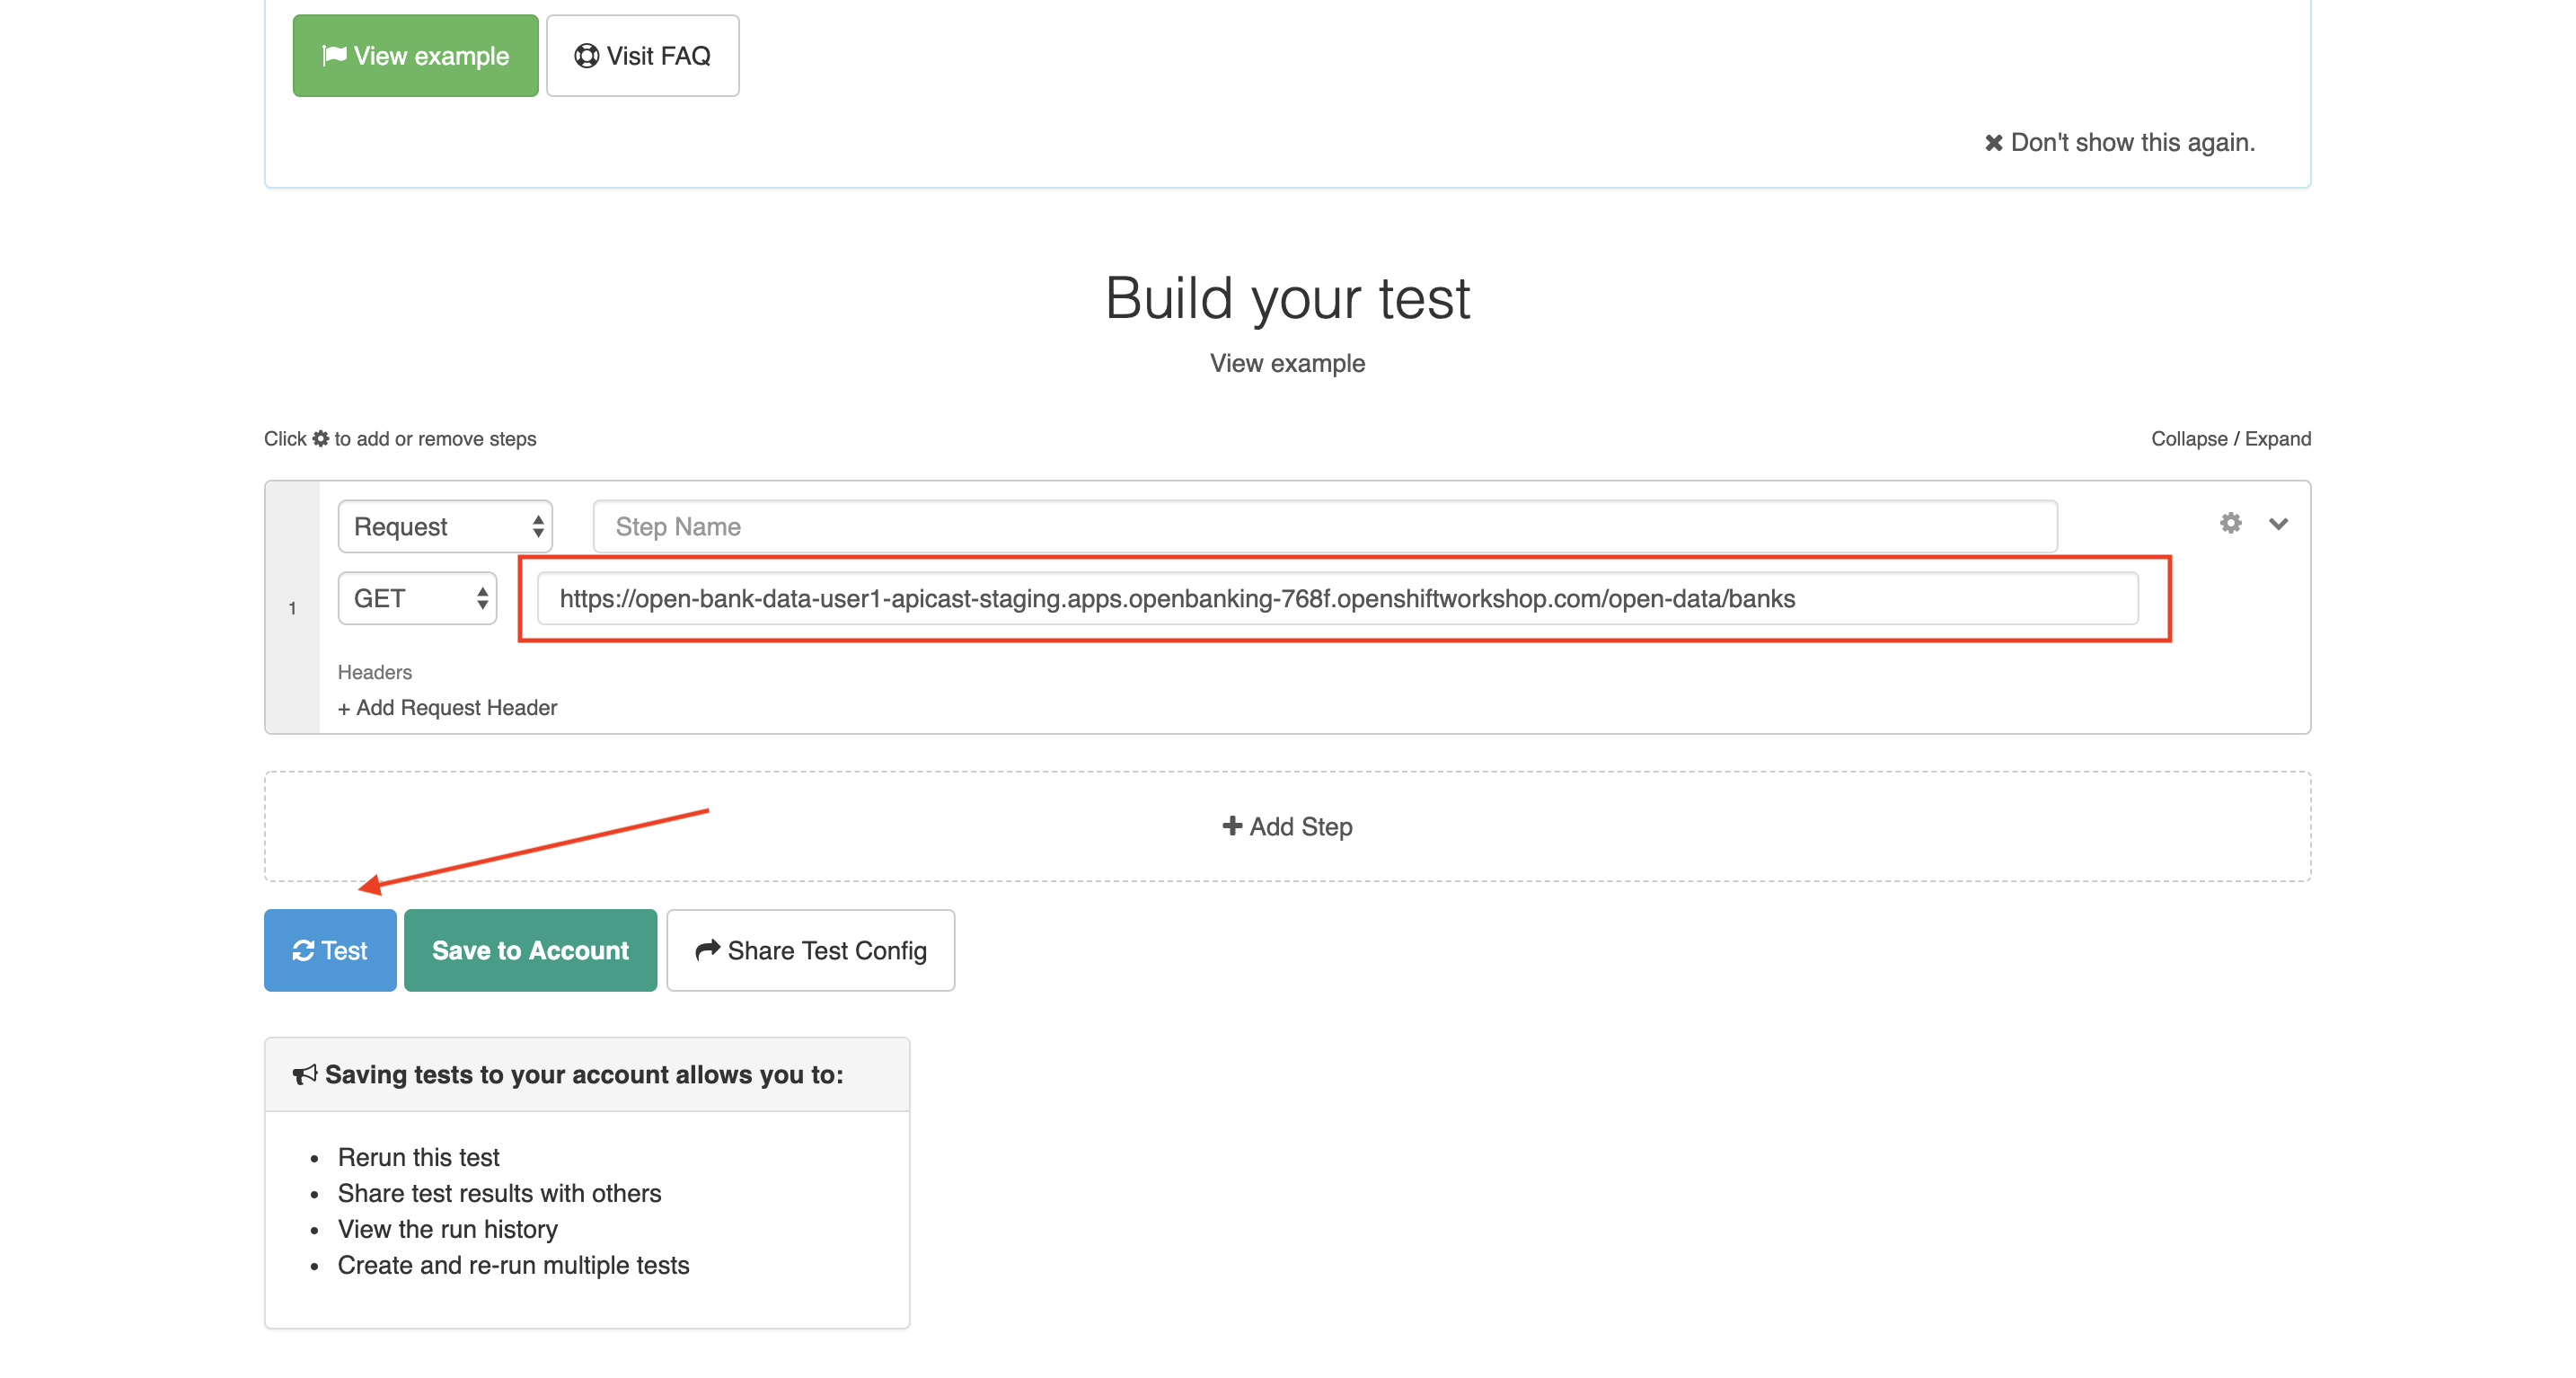 View example
Visit FAQ
Don't show this again.
Build your test
View example
Click to add or remove steps
Collapse / Expand
Request
Step Name
1
GET
https://open-bank-data-user1-apicast-staging.apps.openbanking-768f.openshiftworkshop.com/open-data/banks
Headers
+ Add Request Header
Add Step
Test
Save to Account
Share Test Config
Saving tests to your account allows you to:
• Rerun this test
• Share test results with others
• View the run history
• Create and re-run multiple tests